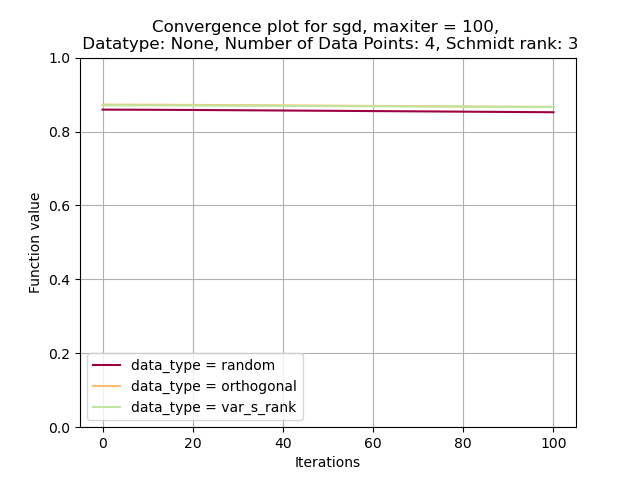 Convergence plot for sgd, maxiter = 100,
Datatype: None, Number of Data Points: 4, Schmidt rank: 3
1.0
0.8
0.6
0.4
0.2
0.0
Function value
data_type = random
data_type = orthogonal
data_type = var_s_rank
0 20 40 60 80 100
Iterations